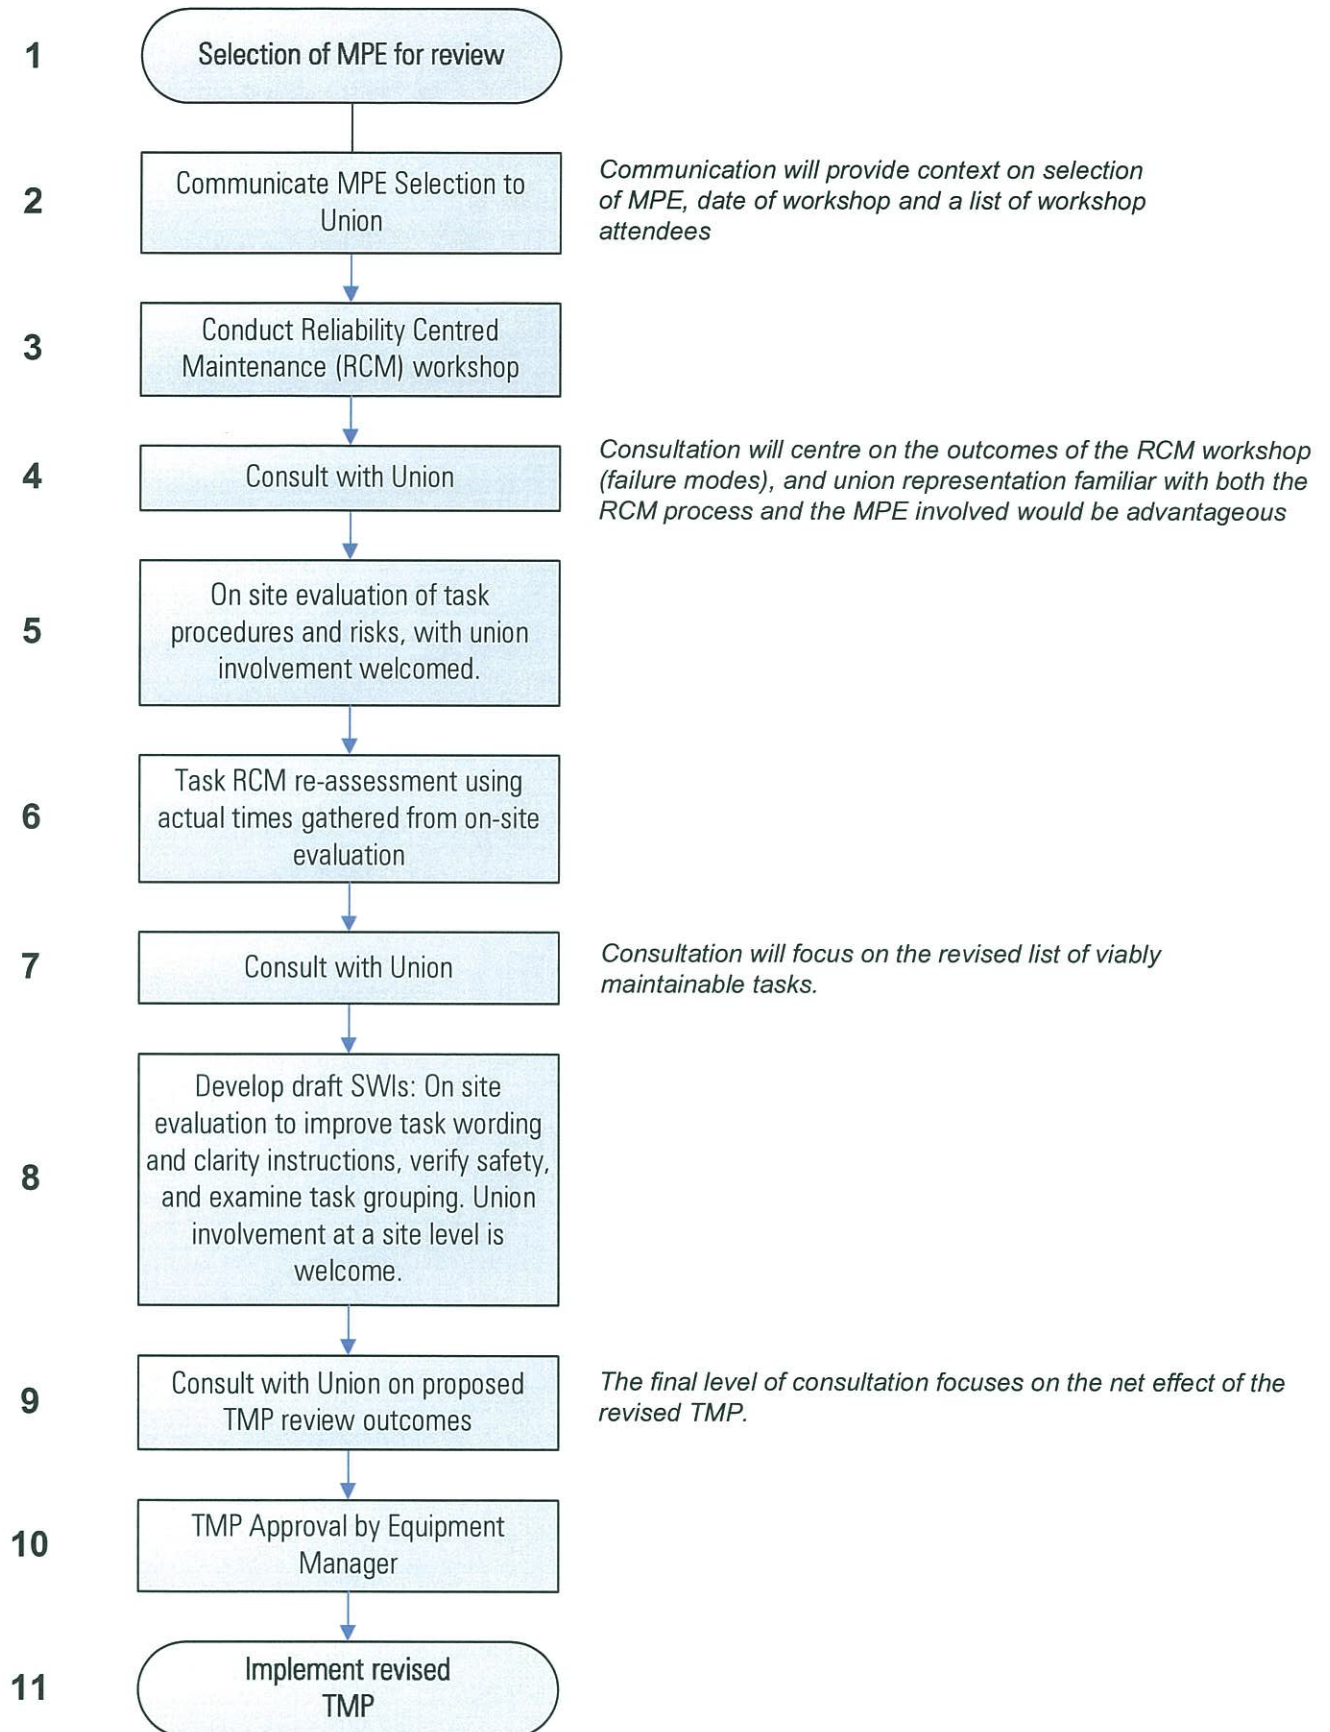 1
Selection of MPE for review
2
Communicate MPE Selection to
Union
Communication will provide context on selection
of MPE, date of workshop and a list of workshop
attendees
3
Conduct Reliability Centred
Maintenance (RCM) workshop
4
Consult with Union
Consultation will centre on the outcomes of the RCM workshop
(failure modes), and union representation familiar with both the
RCM process and the MPE involved would be advantageous
5
On site evaluation of task
procedures and risks, with union
involvement welcomed.
6
Task RCM re-assessment using
actual times gathered from on-site
evaluation
7
Consult with Union
Consultation will focus on the revised list of viably
maintainable tasks.
8
Develop draft SWIs: On site
evaluation to improve task wording
and clarity instructions, verify safety,
and examine task grouping. Union
involvement at a site level is
welcome.
9
Consult with Union on proposed
TMP review outcomes
The final level of consultation focuses on the net effect of the
revised TMP.
10
TMP Approval by Equipment
Manager
11
Implement revised
TMP